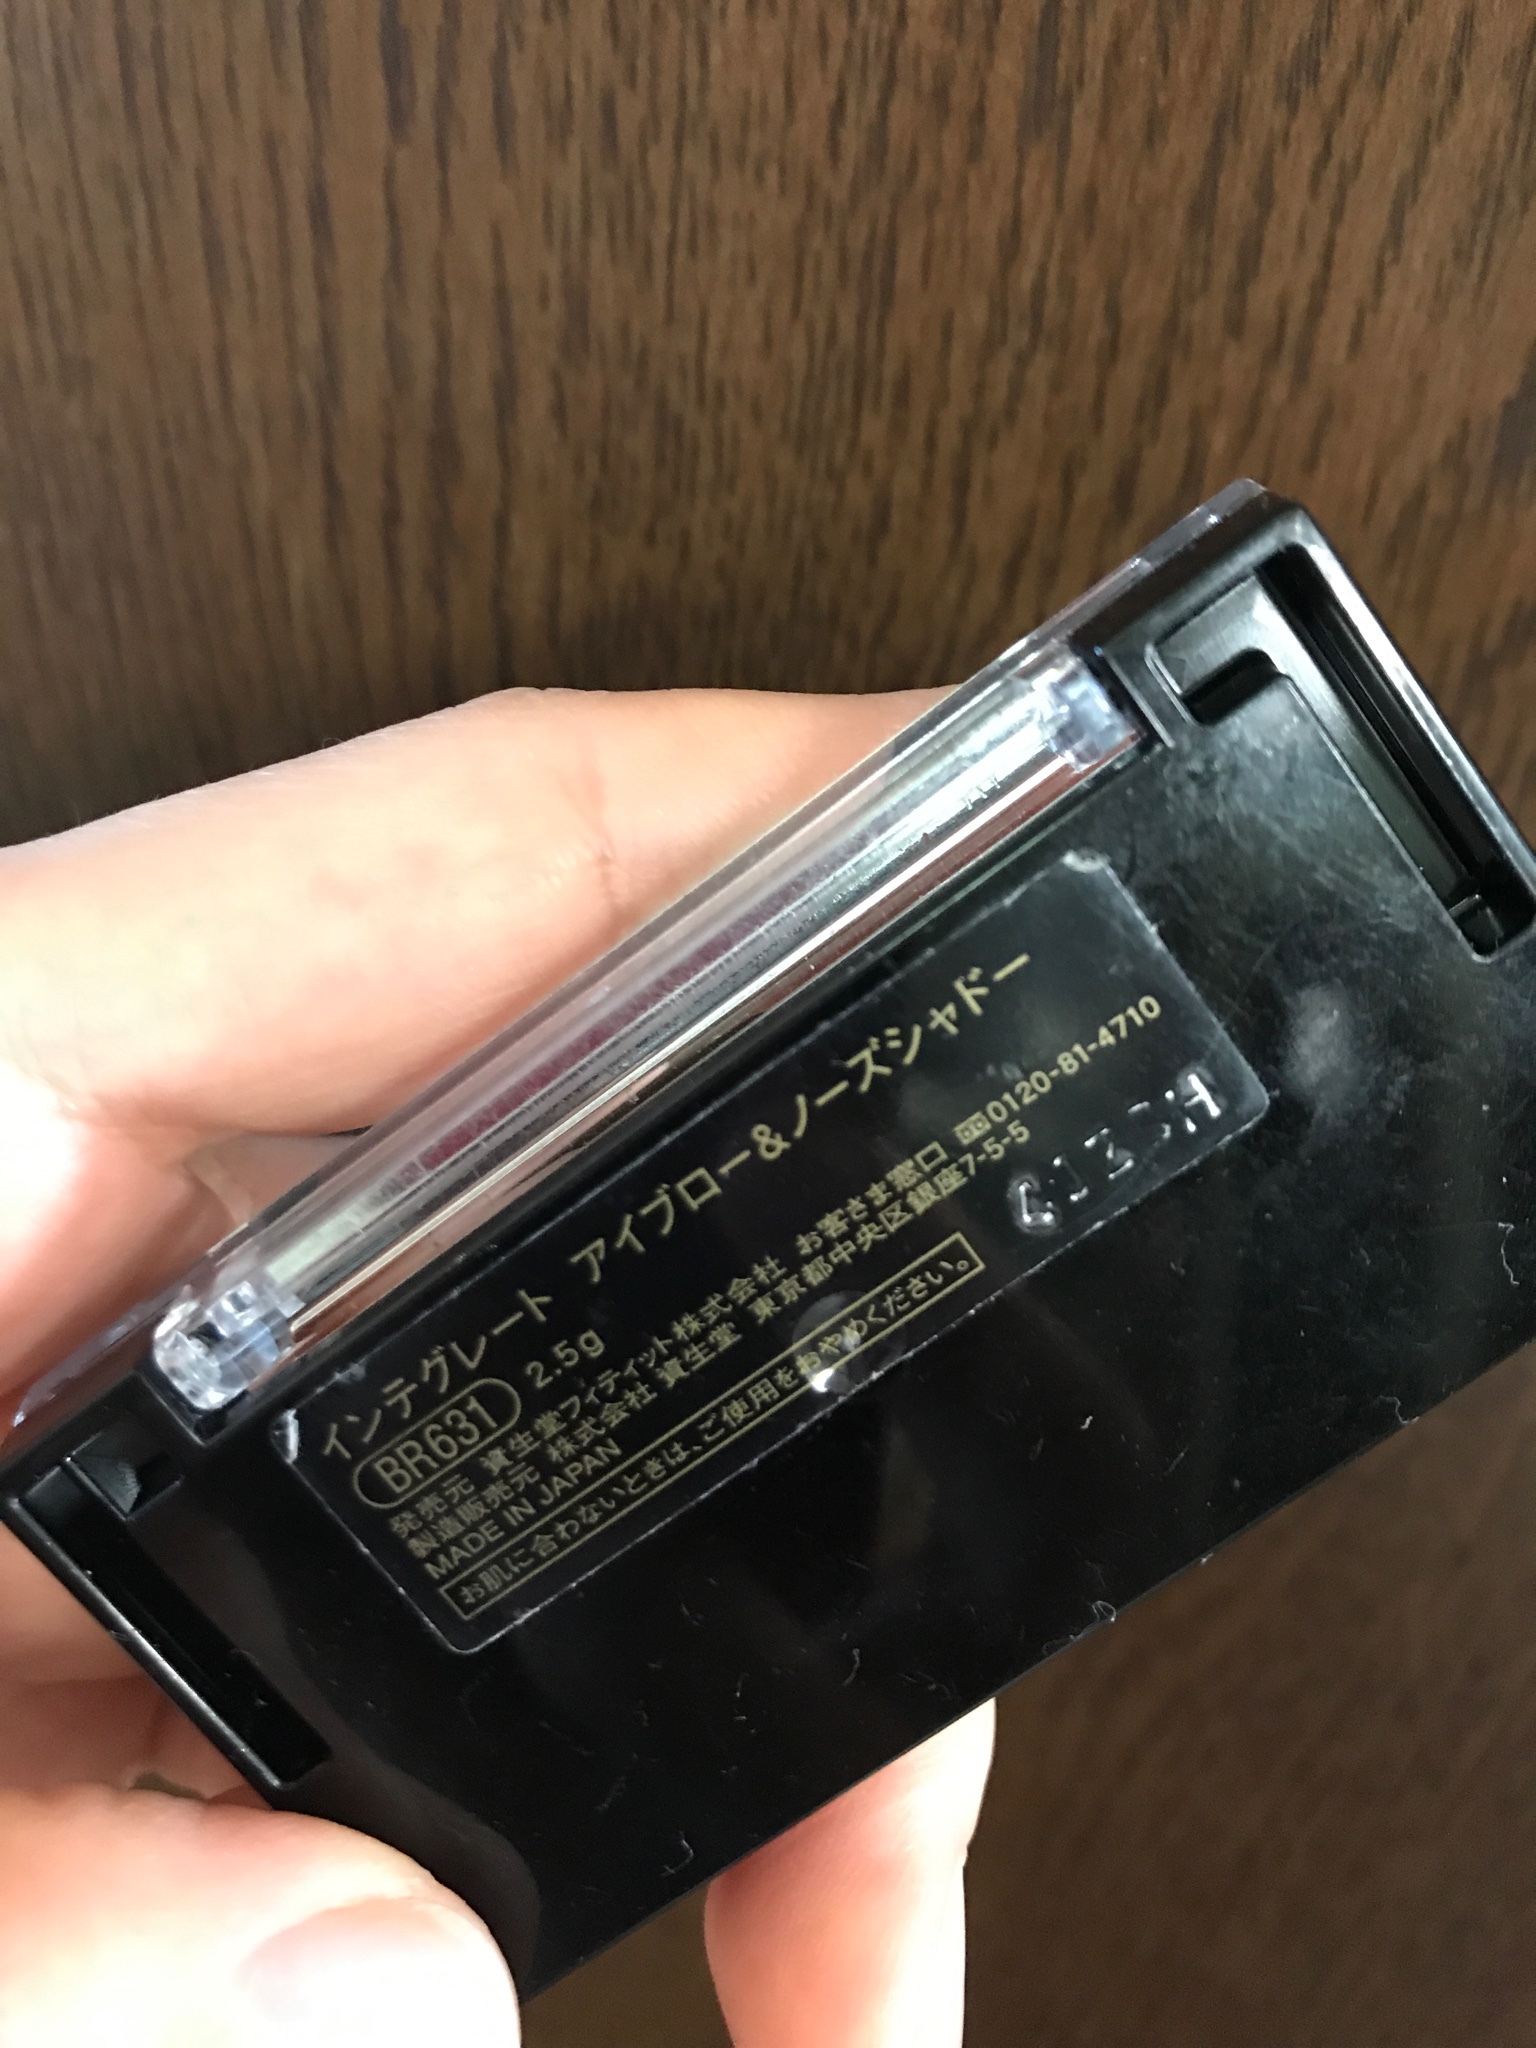 インテグレート アイブロー&ノーズシャドー
BR631 2.5g
発売元 資生堂フィティット株式会社 お客さま窓口 0120-81-4710
製造販売元 株式会社 資生堂 東京都中央区銀座7-5-5
MADE IN JAPAN
お肌に合わないときは、ご使用をおやめください。